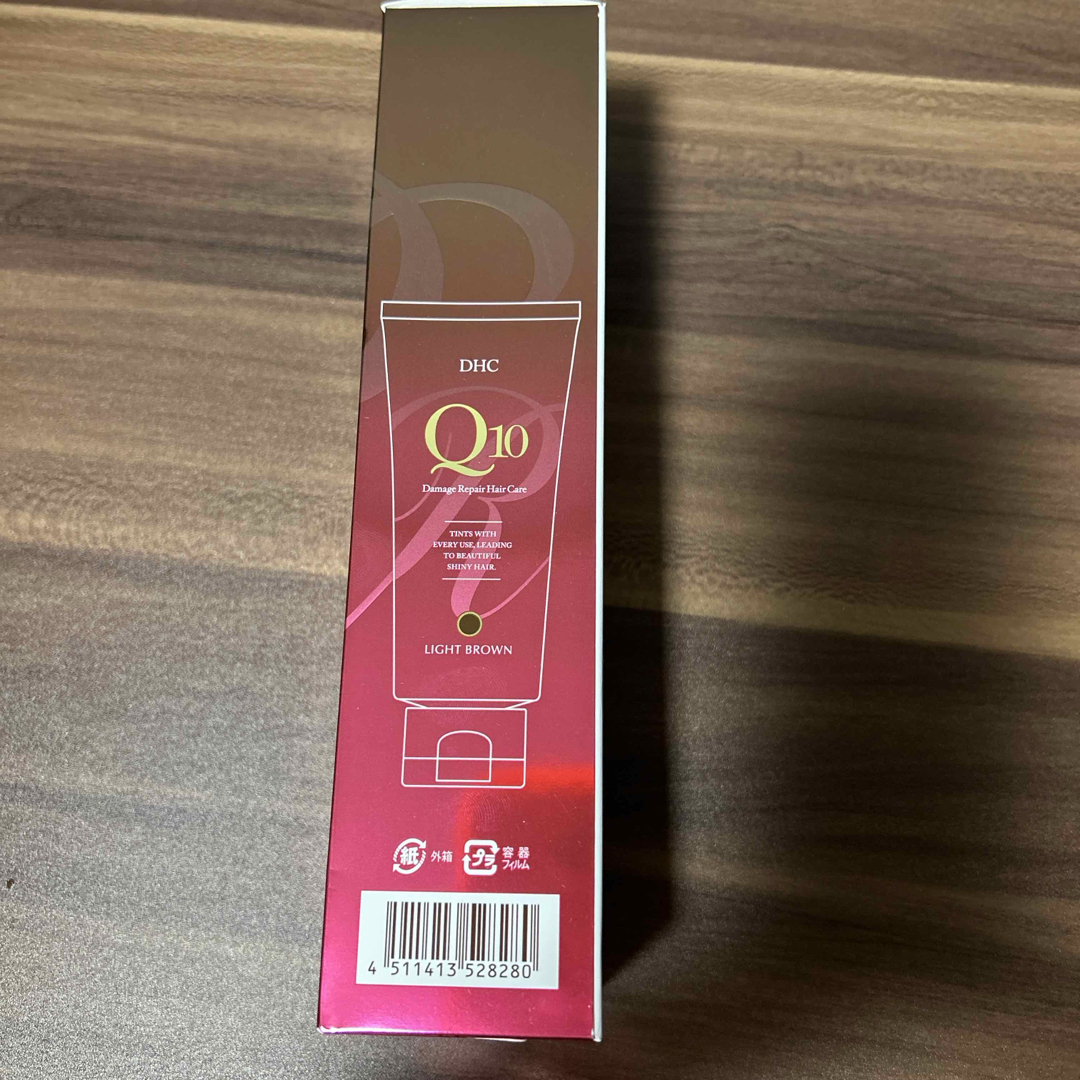 DHC
Q10
Damage Repair Hair Care
TINTS WITH
EVERY USE, LEADING
TO BEAUTIFUL
SHINY HAIR.
LIGHT BROWN
紙 外箱 プラ 容器
フィルム
4 511413 528280